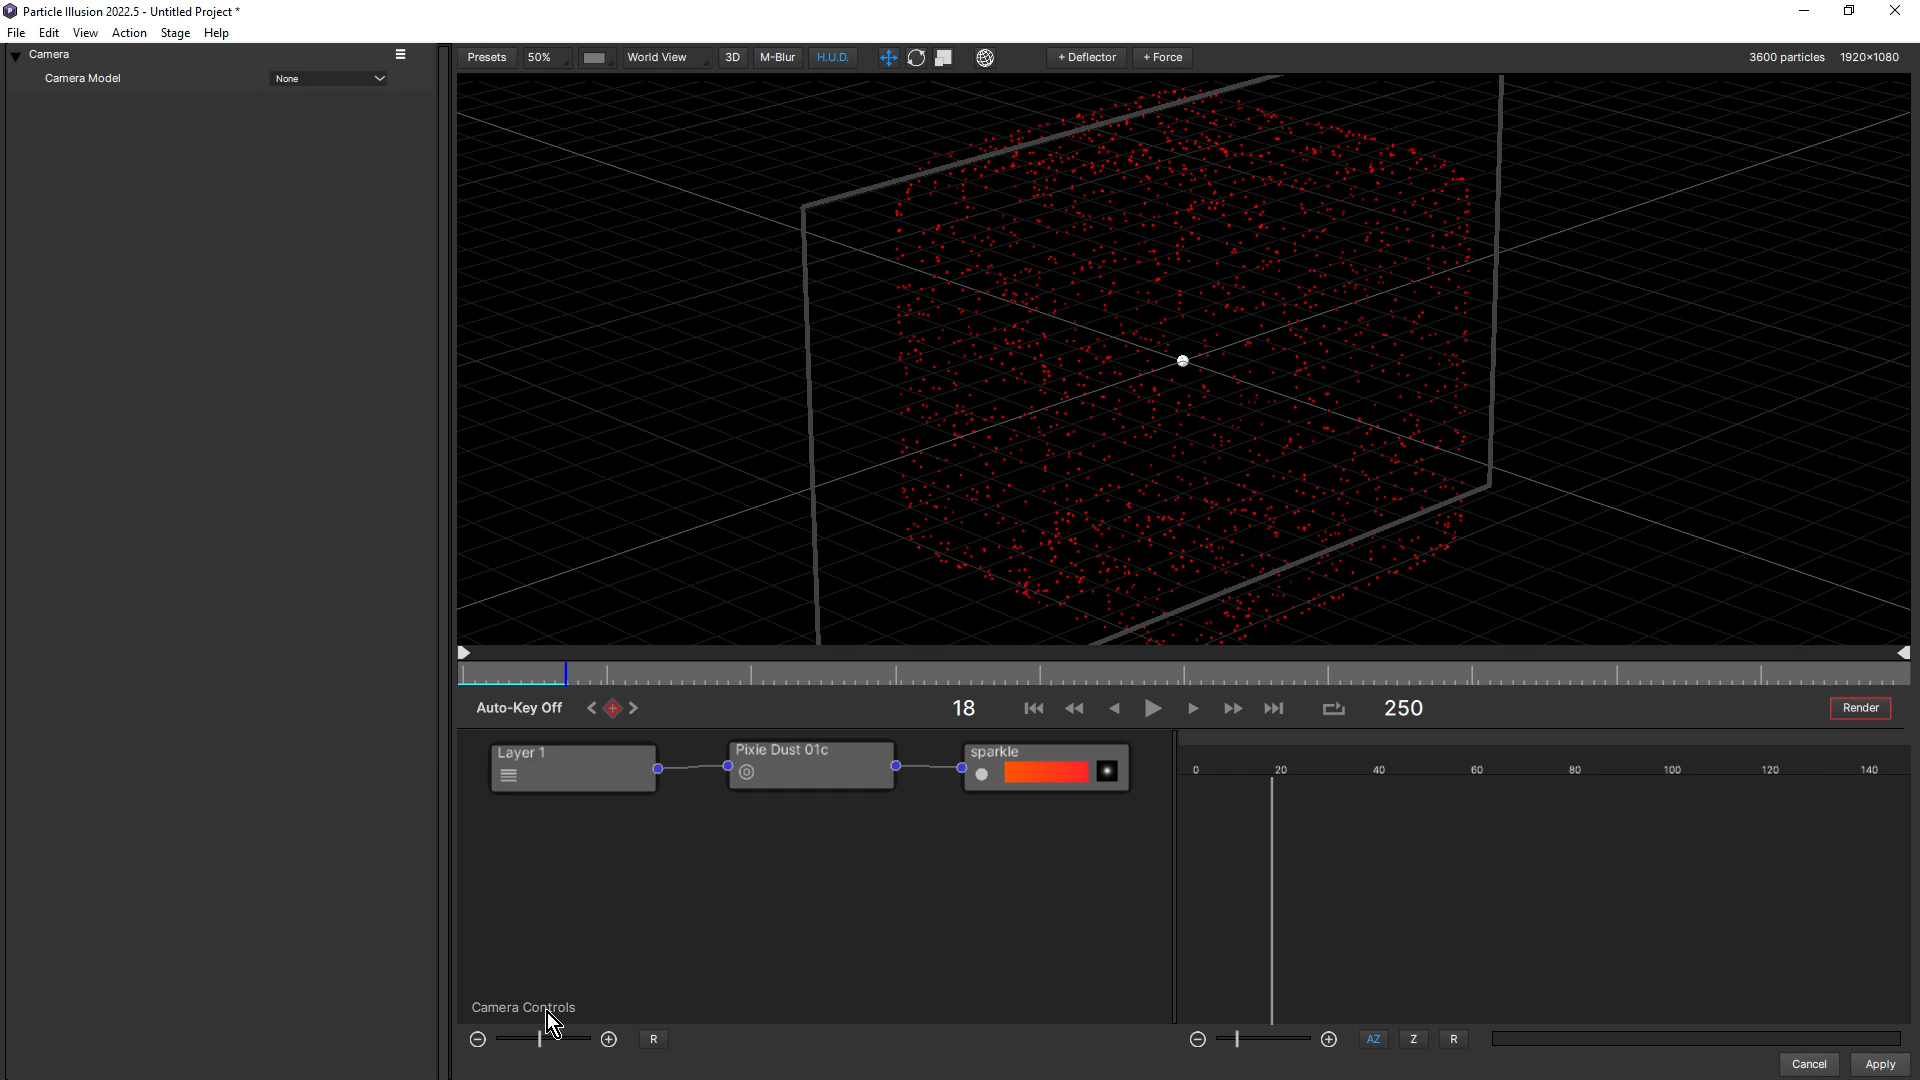 Particle Illusion 2022.5 - Untitled Project *
File Edit View Action Stage Help
Camera
Camera Model None
Presets 50% World View 3D M-Blur H.U.D. + Deflector + Force 3600 particles 1920×1080
Auto-Key Off 18 250 Render
Layer 1 Pixie Dust 01c sparkle
0 20 40 60 80 100 120 140
Camera Controls
R AZ Z R
Cancel Apply